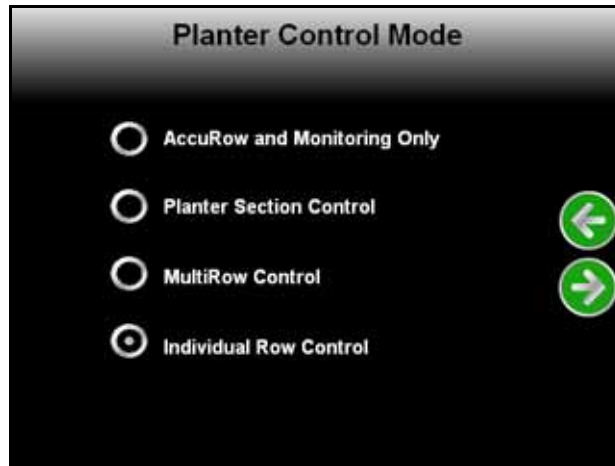 Planter Control Mode
AccuRow and Monitoring Only
Planter Section Control
MultiRow Control
Individual Row Control